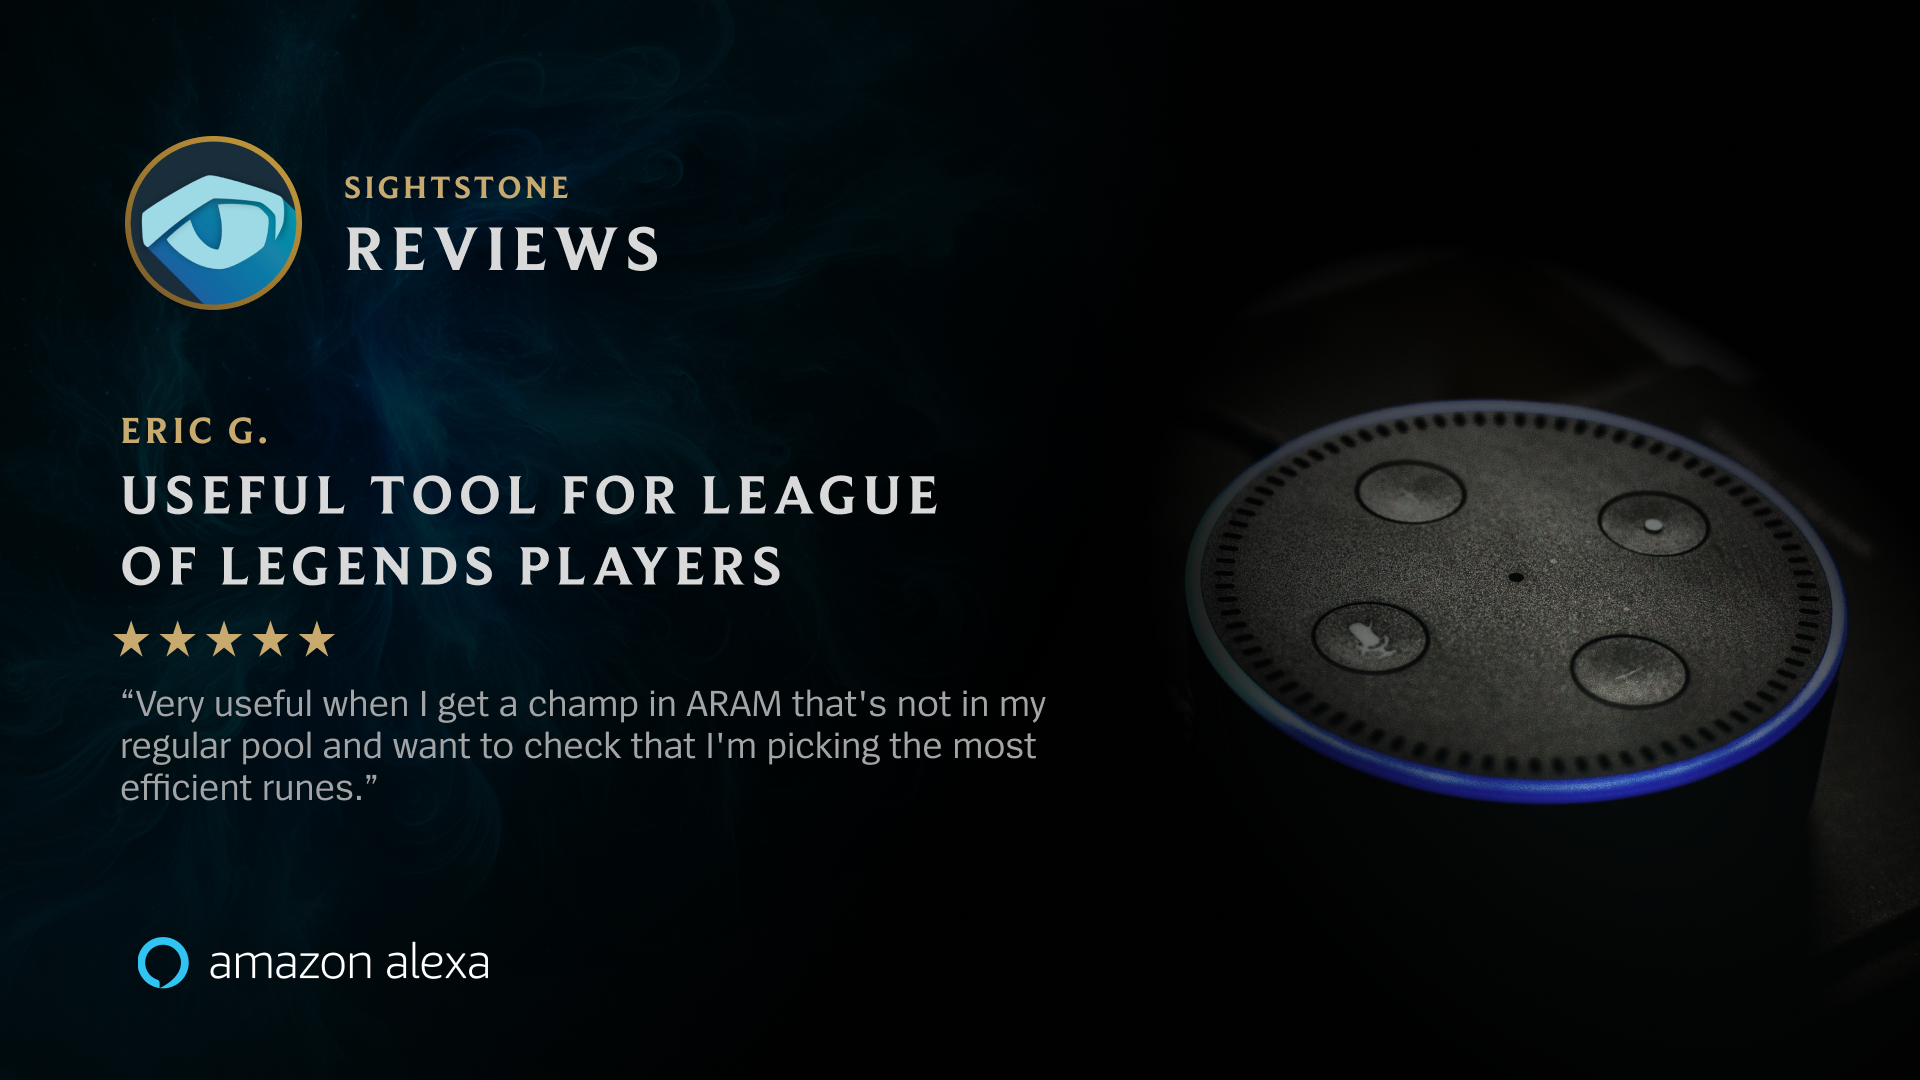 SIGHTSTONE
REVIEWS
ERIC G.
USEFUL TOOL FOR LEAGUE
OF LEGENDS PLAYERS
★★★★★
“Very useful when I get a champ in ARAM that's not in my
regular pool and want to check that I'm picking the most
efficient runes.”
amazon alexa